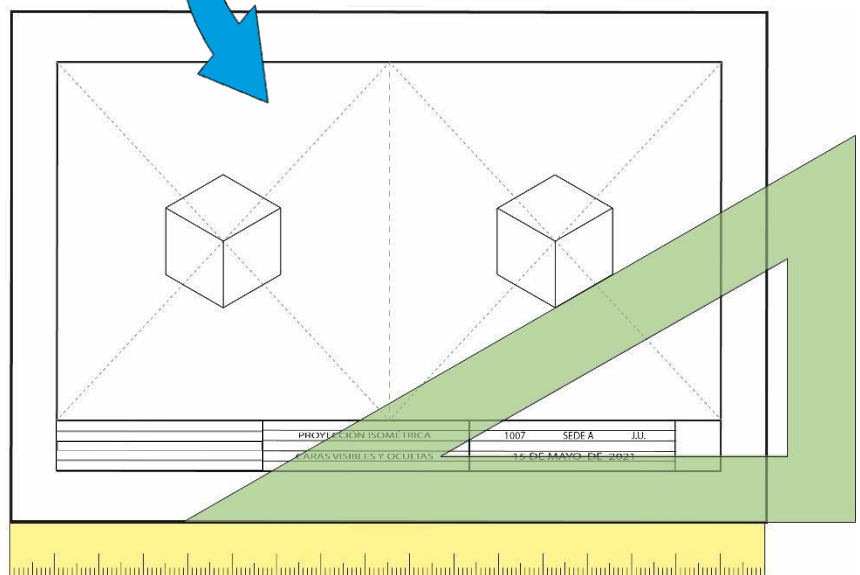 PROYECCIÓN ISOMÉTRICA 1007 SEDE A J.U.
CARAS VISIBLES Y OCULTAS 15 DE MAYO DE 2021